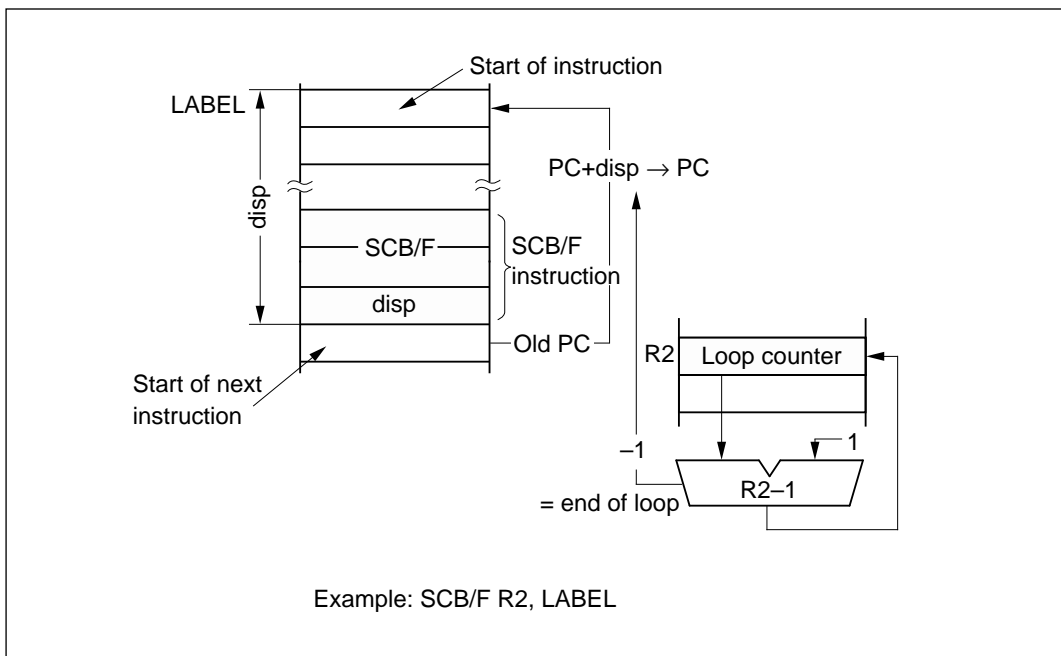 Start of instruction
LABEL
PC+disp → PC
disp
SCB/F
SCB/F
instruction
disp
Old PC
R2
Loop counter
Start of next
instruction
–1
1
R2–1
= end of loop
Example: SCB/F R2, LABEL